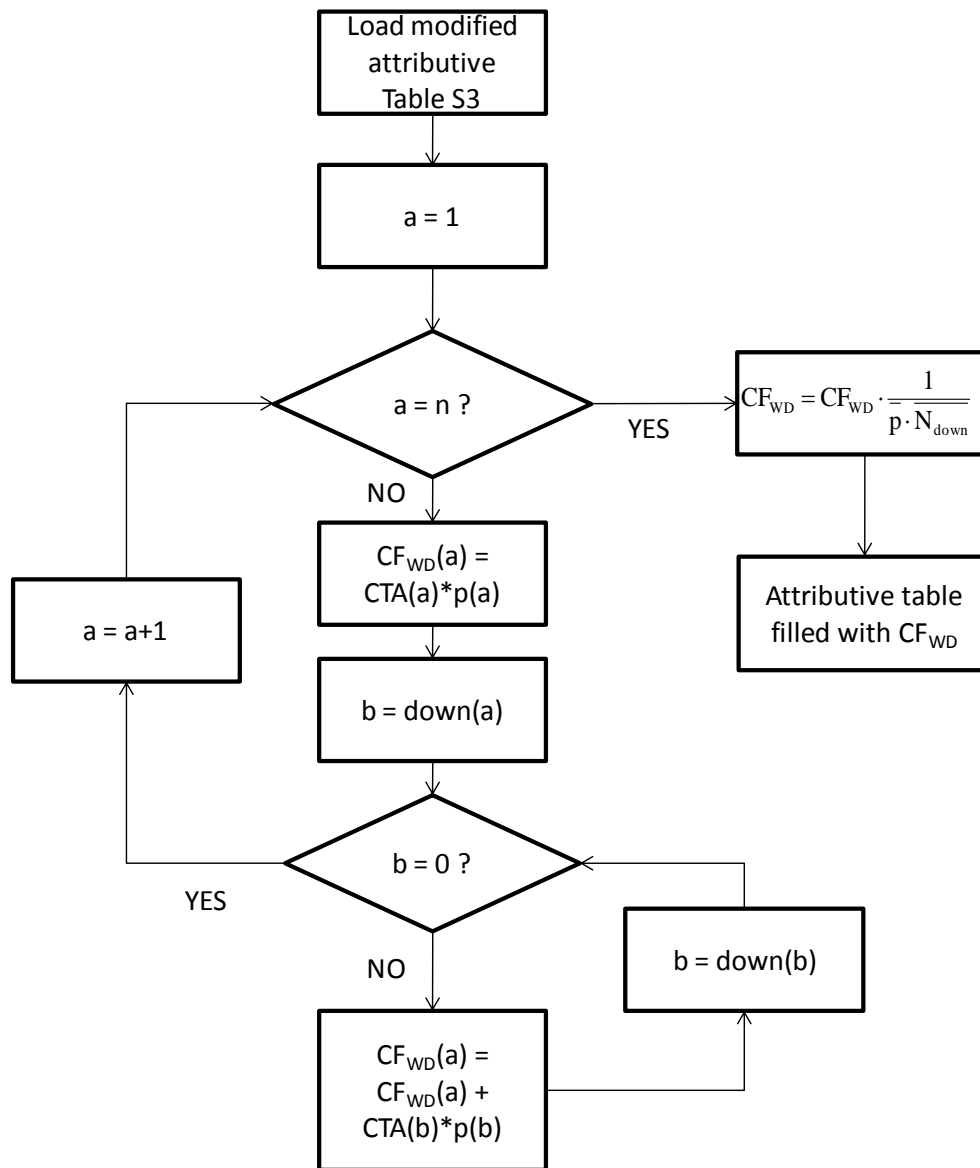 Load modified
attributive
Table S3
a = 1
a = n ?
YES
NO
CF_WD = CF_WD · 1 / (p̅ · N̅_down)
CF_WD(a) =
CTA(a)*p(a)
Attributive table
filled with CF_WD
a = a+1
b = down(a)
b = 0 ?
YES
NO
b = down(b)
CF_WD(a) =
CF_WD(a) +
CTA(b)*p(b)